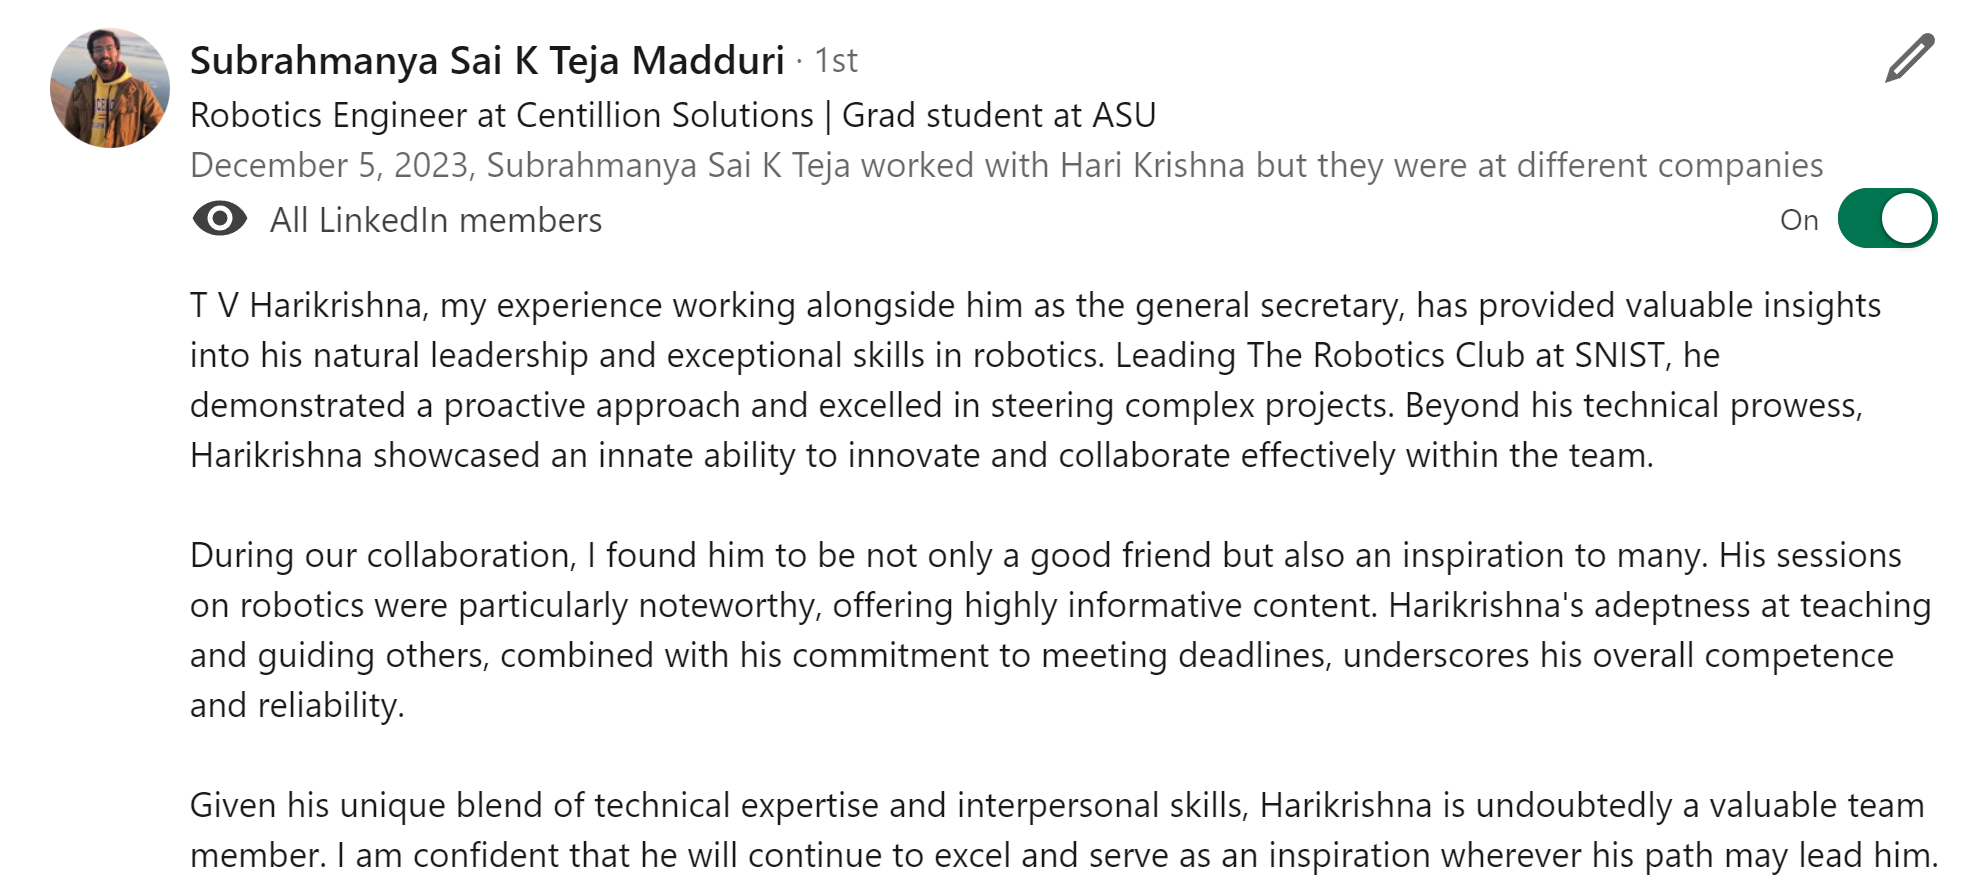 Subrahmanya Sai K Teja Madduri · 1st
Robotics Engineer at Centillion Solutions | Grad student at ASU
December 5, 2023, Subrahmanya Sai K Teja worked with Hari Krishna but they were at different companies
All LinkedIn members
On
T V Harikrishna, my experience working alongside him as the general secretary, has provided valuable insights
into his natural leadership and exceptional skills in robotics. Leading The Robotics Club at SNIST, he
demonstrated a proactive approach and excelled in steering complex projects. Beyond his technical prowess,
Harikrishna showcased an innate ability to innovate and collaborate effectively within the team.
During our collaboration, I found him to be not only a good friend but also an inspiration to many. His sessions
on robotics were particularly noteworthy, offering highly informative content. Harikrishna's adeptness at teaching
and guiding others, combined with his commitment to meeting deadlines, underscores his overall competence
and reliability.
Given his unique blend of technical expertise and interpersonal skills, Harikrishna is undoubtedly a valuable team
member. I am confident that he will continue to excel and serve as an inspiration wherever his path may lead him.